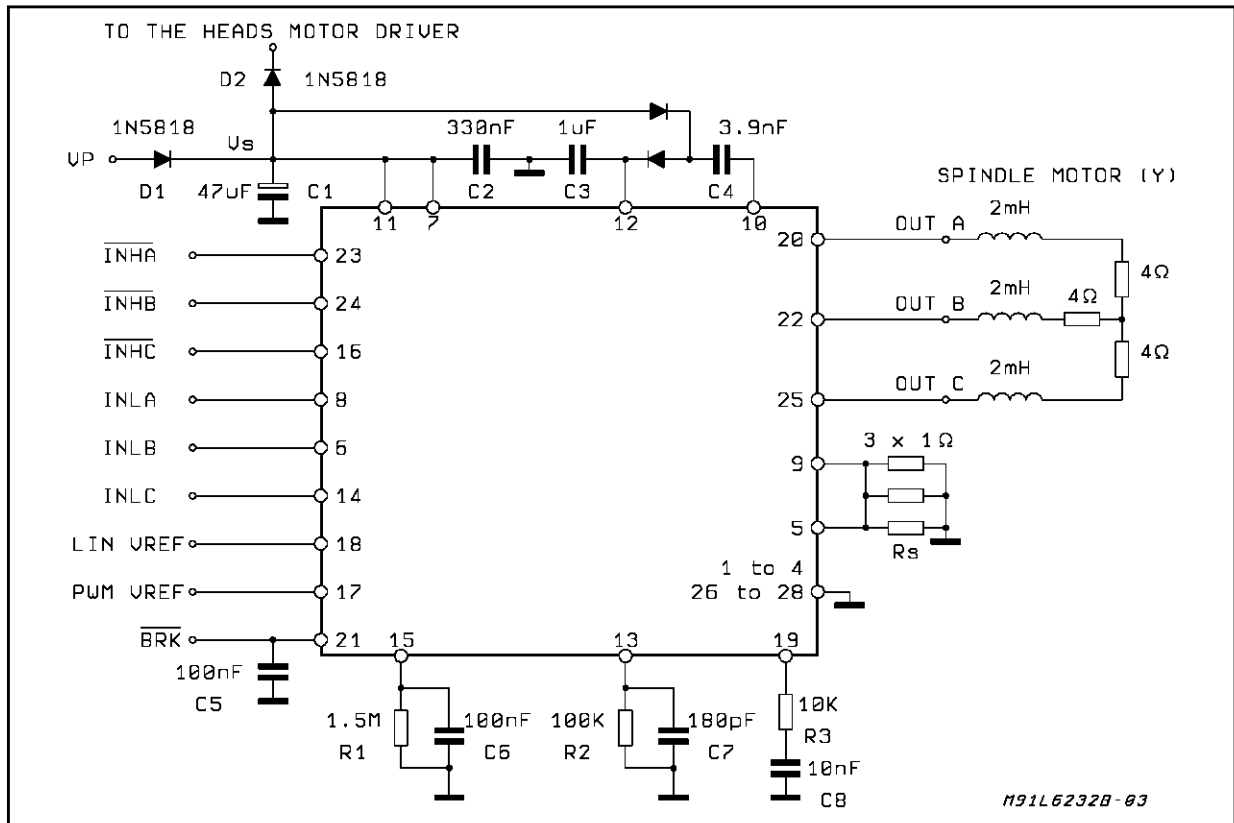 TO THE HEADS MOTOR DRIVER
D2 1N5818
1N5818 Vs 330nF 1uF 3.9nF
VP
D1 47uF C1 C2 C3 C4
SPINDLE MOTOR (Y)
11 7 12 10
INHA 23
INHB 24
INHC 16
INLA 8
INLB 6
INLC 14
LIN VREF 18
PWM VREF 17
BRK 21
20 OUT A 2mH
4Ω
22 OUT B 2mH 4Ω
4Ω
25 OUT C 2mH
9 3 x 1Ω
5 Rs
1 to 4
26 to 28
15 13 19
100nF
C5
1.5M R1 100nF C6
100K R2 180pF C7
10K
R3
10nF
C8
M91L6232B-03